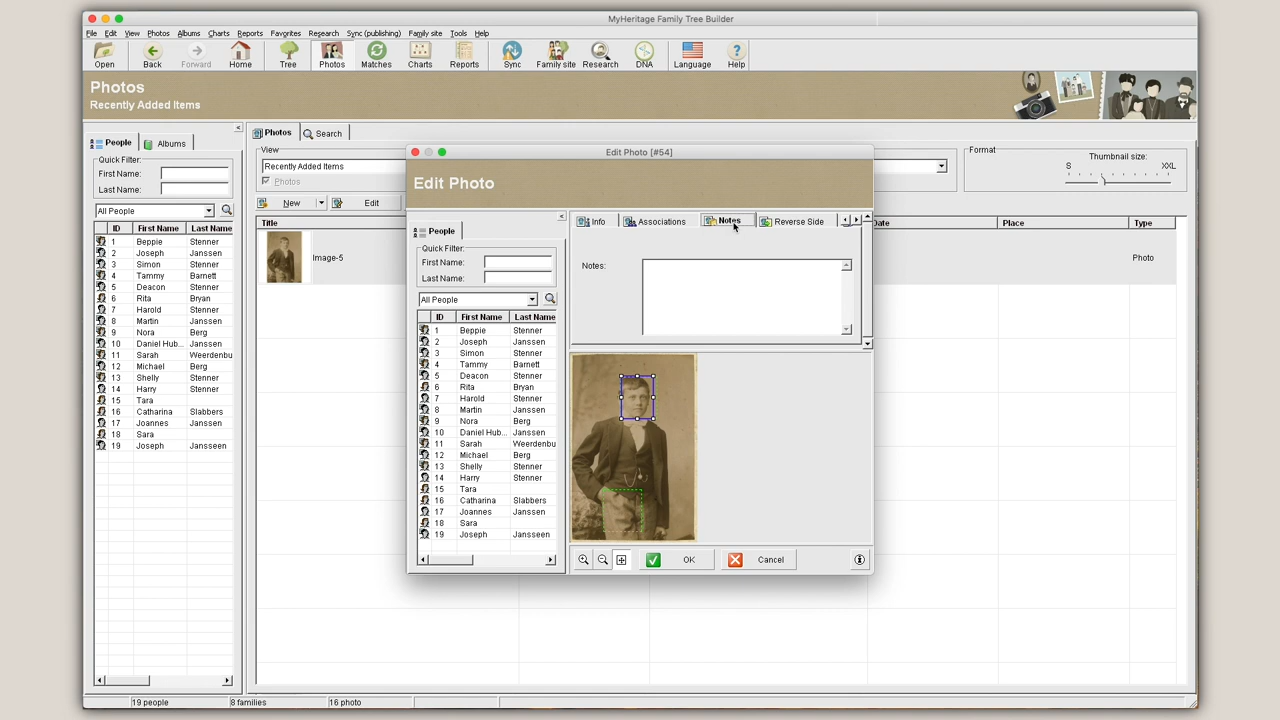 MyHeritage Family Tree Builder
File Edit View Photos Albums Charts Reports Favorites Research Sync (publishing) Family site Tools Help
Open Back Forward Home Tree Photos Matches Charts Reports Sync Family site Research DNA Language Help
Photos
Recently Added Items
People Albums
Quick Filter:
First Name:
Last Name:
All People
ID First Name Last Name
1 Beppie Stenner
2 Joseph Janssen
3 Simon Stenner
4 Tammy Barnett
5 Deacon Stenner
6 Rita Bryan
7 Harold Stenner
8 Martin Janssen
9 Nora Berg
10 Daniel Hub... Janssen
11 Sarah Weerdenbu
12 Michael Berg
13 Shelly Stenner
14 Harry Stenner
15 Tara
16 Catharina Slabbers
17 Joannes Janssen
18 Sara
19 Joseph Jansseen
Photos Search
View
Recently Added Items
Photos
Format
Thumbnail size:
S XXL
New Edit
Title Date Place Type
Image-5 Photo
Edit Photo [#54]
Edit Photo
People
Quick Filter:
First Name:
Last Name:
All People
ID First Name Last Name
1 Beppie Stenner
2 Joseph Janssen
3 Simon Stenner
4 Tammy Barnett
5 Deacon Stenner
6 Rita Bryan
7 Harold Stenner
8 Martin Janssen
9 Nora Berg
10 Daniel Hub... Janssen
11 Sarah Weerdenbu
12 Michael Berg
13 Shelly Stenner
14 Harry Stenner
15 Tara
16 Catharina Slabbers
17 Joannes Janssen
18 Sara
19 Joseph Jansseen
Info Associations Notes Reverse Side
Notes:
OK Cancel
19 people 8 families 16 photo